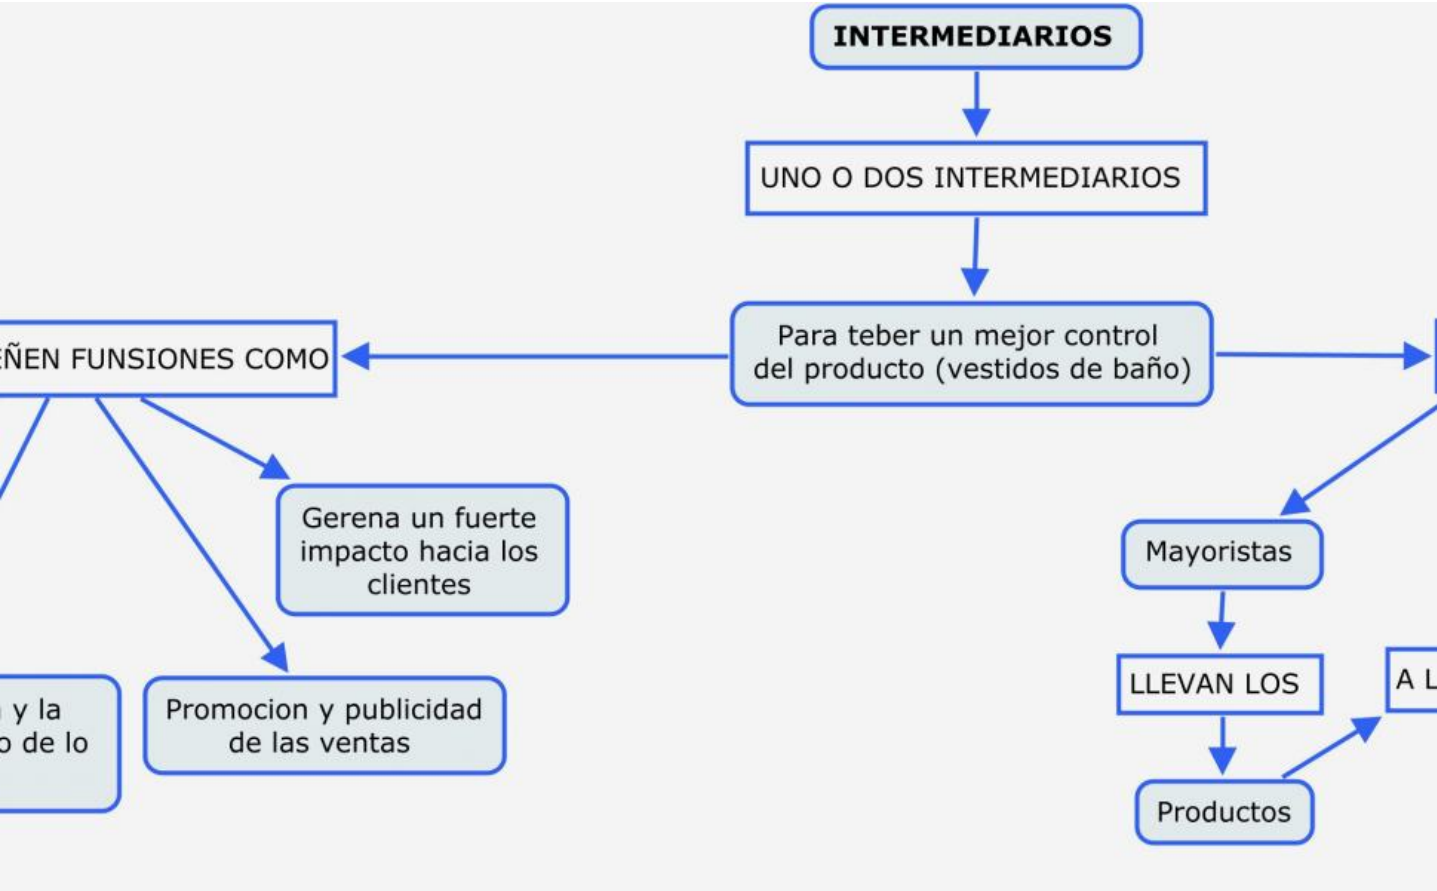 INTERMEDIARIOS
UNO O DOS INTERMEDIARIOS
Para teber un mejor control
del producto (vestidos de baño)
EÑEN FUNSIONES COMO
Gerena un fuerte
impacto hacia los
clientes
Mayoristas
LLEVAN LOS
A L
y la
o de lo
Promocion y publicidad
de las ventas
Productos